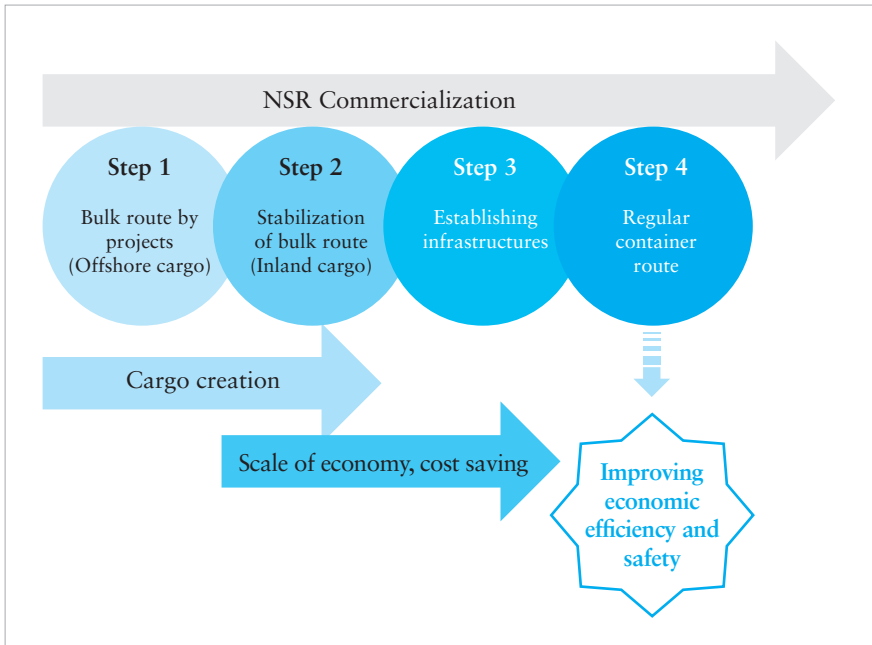 NSR Commercialization
Step 1
Bulk route by
projects
(Offshore cargo)
Step 2
Stabilization
of bulk route
(Inland cargo)
Step 3
Establishing
infrastructures
Step 4
Regular
container
route
Cargo creation
Scale of economy, cost saving
Improving
economic
efficiency and
safety